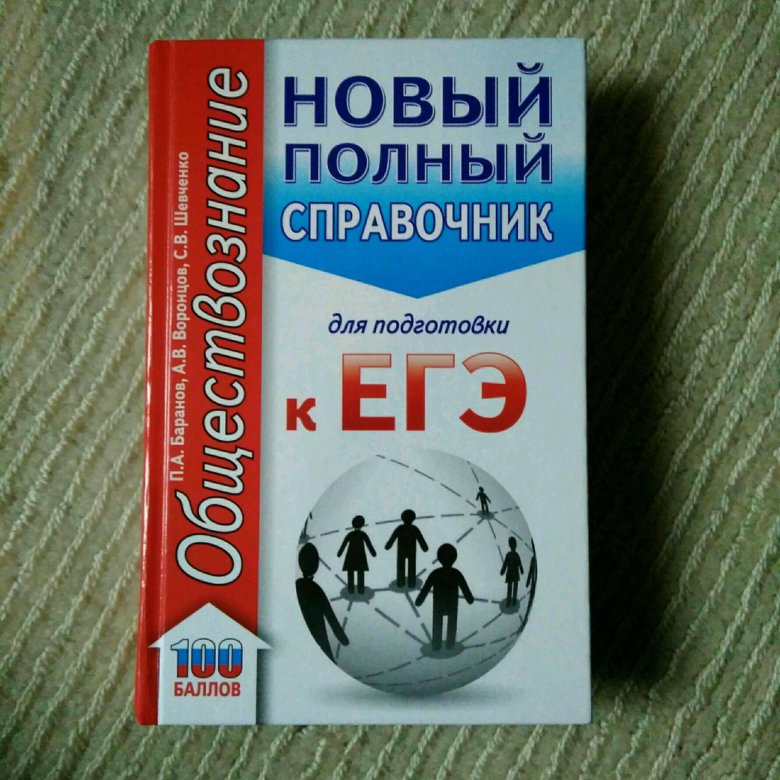 П.А. Баранов, А.В. Воронцов, С.В. Шевченко
Обществознание
НОВЫЙ
ПОЛНЫЙ
СПРАВОЧНИК
для подготовки
к ЕГЭ
100
БАЛЛОВ